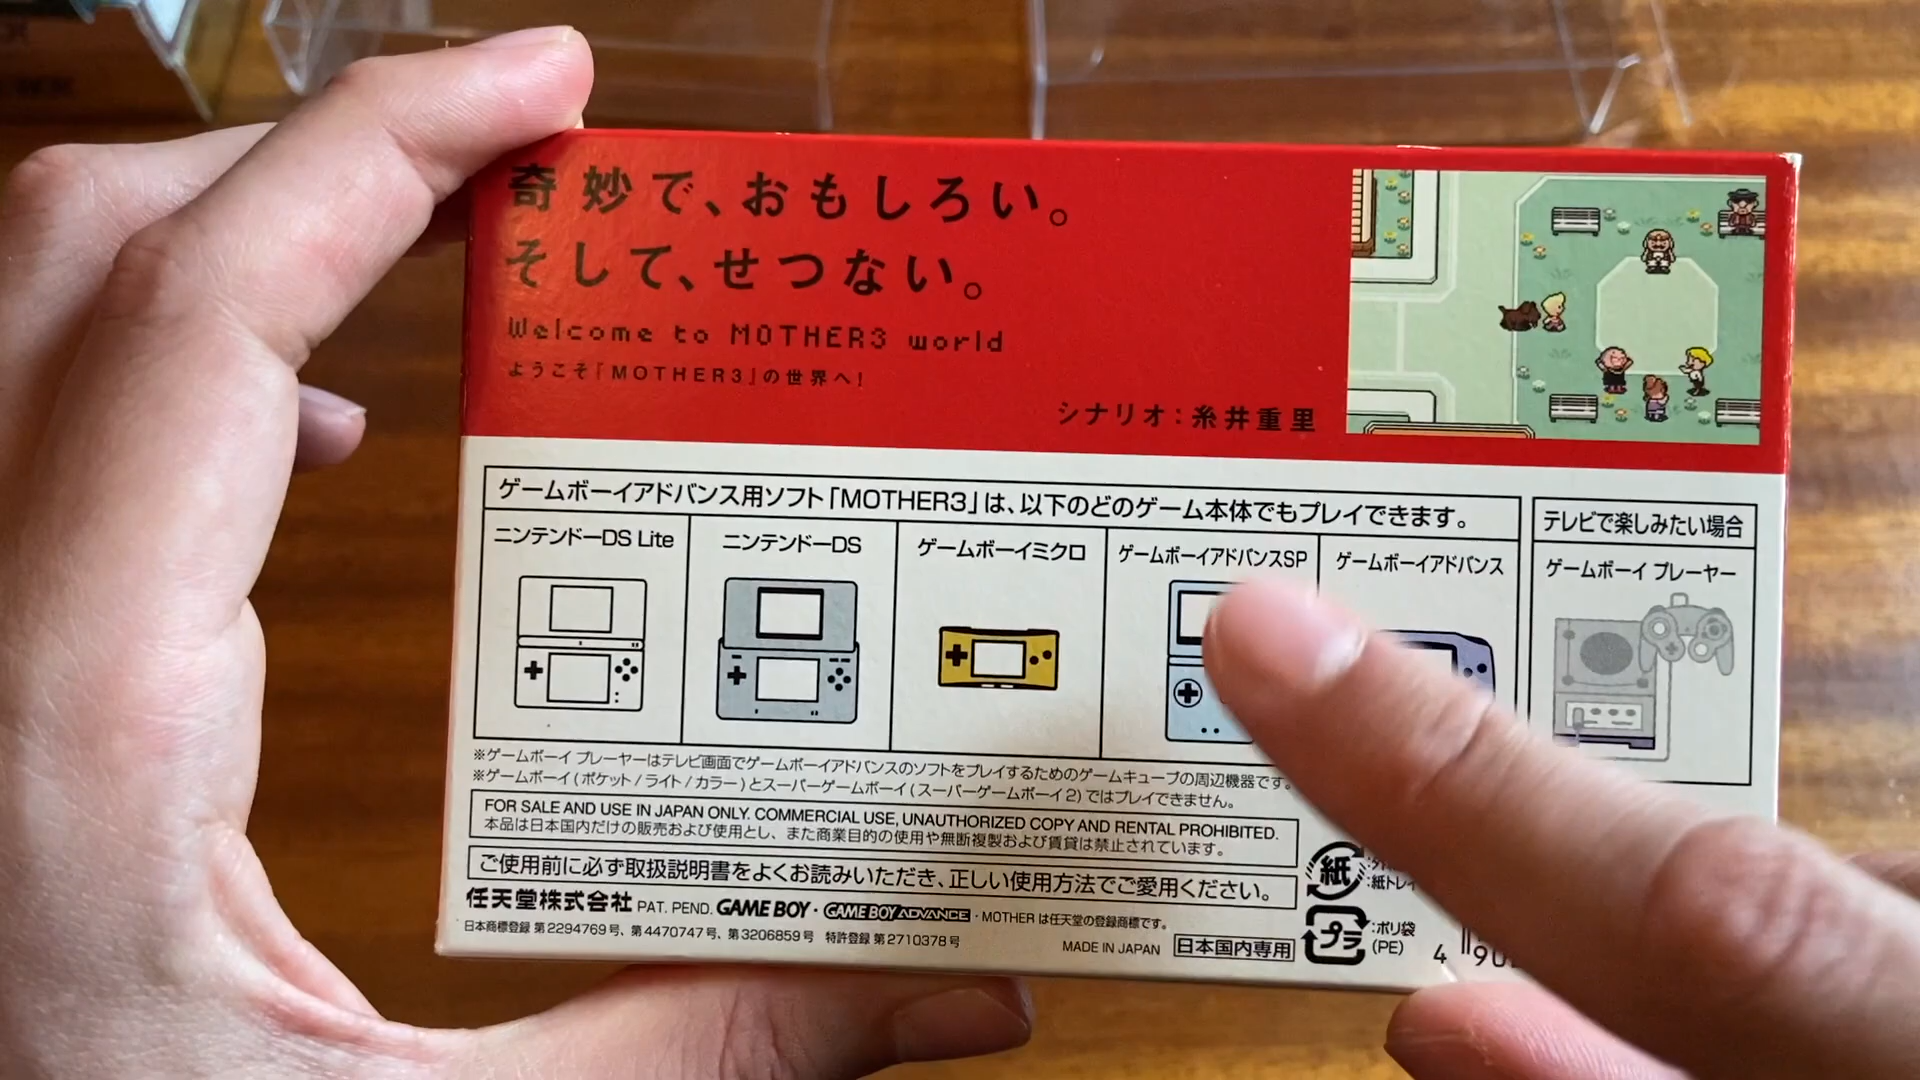 奇妙で、おもしろい。
そして、せつない。
Welcome to MOTHER3 world
ようこそ「MOTHER3」の世界へ!
シナリオ:糸井重里
ゲームボーイアドバンス用ソフト「MOTHER3」は、以下のどのゲーム本体でもプレイできます。
テレビで楽しみたい場合
ニンテンドーDS Lite
ニンテンドーDS
ゲームボーイミクロ
ゲームボーイアドバンスSP
ゲームボーイアドバンス
ゲームボーイ プレーヤー
※ゲームボーイ プレーヤーはテレビ画面でゲームボーイアドバンスのソフトをプレイするためのゲームキューブの周辺機器です。
※ゲームボーイ(ポケット/ライト/カラー)とスーパーゲームボーイ(スーパーゲームボーイ2)ではプレイできません。
FOR SALE AND USE IN JAPAN ONLY. COMMERCIAL USE, UNAUTHORIZED COPY AND RENTAL PROHIBITED.
本品は日本国内だけの販売および使用とし、また商業目的の使用や無断複製および賃貸は禁止されています。
ご使用前に必ず取扱説明書をよくお読みいただき、正しい使用方法でご愛用ください。
任天堂株式会社 PAT. PEND. GAME BOY・GAME BOY ADVANCE・MOTHER は任天堂の登録商標です。
日本商標登録 第2294769号、第4470747号、第3206859号 特許登録 第2710378号
MADE IN JAPAN 日本国内専用
紙
:紙トレイ
プラ :ポリ袋
(PE)
4